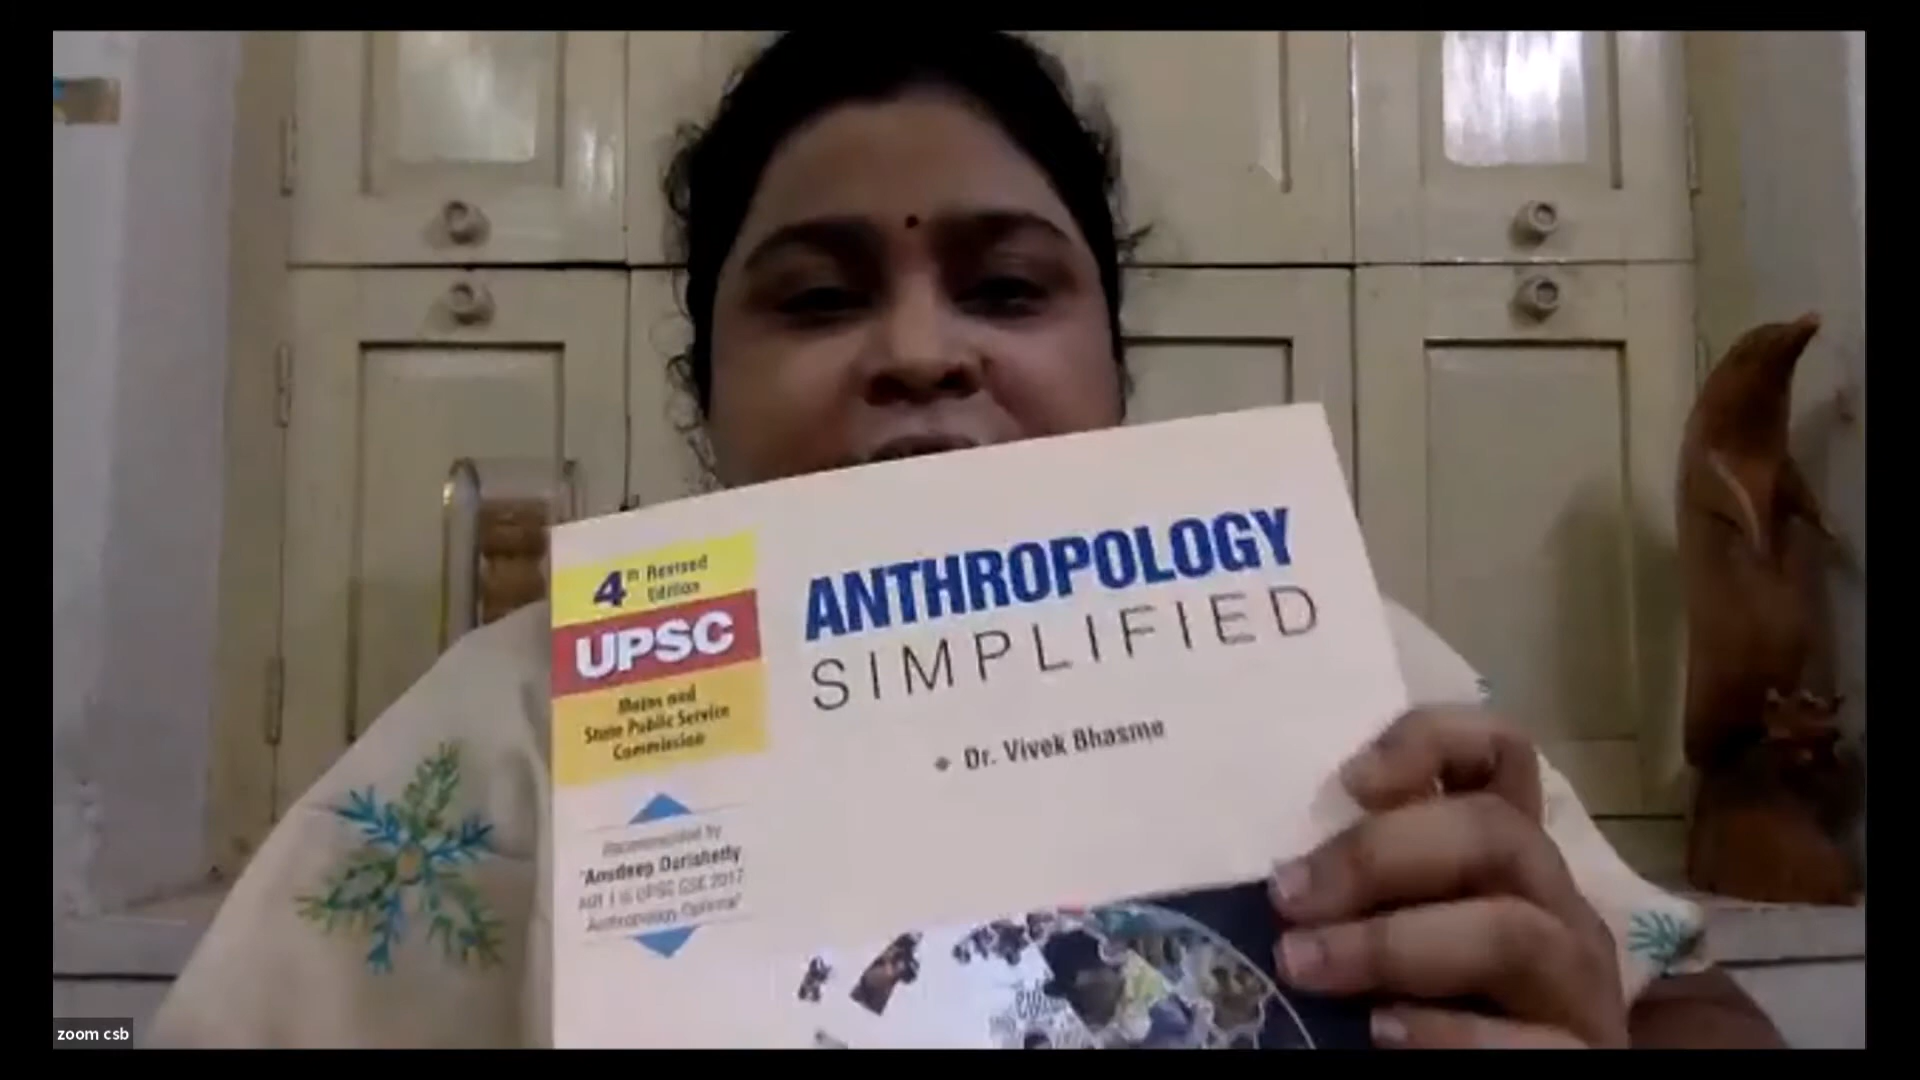 4th Revised
Edition
UPSC
Mains and
State Public Service
Commission
ANTHROPOLOGY
SIMPLIFIED
Dr. Vivek Bhasme
Recommended by
"Anudeep Durishetty
AIR 1 in UPSC CSE 2017
Anthropology Optional"
zoom csb